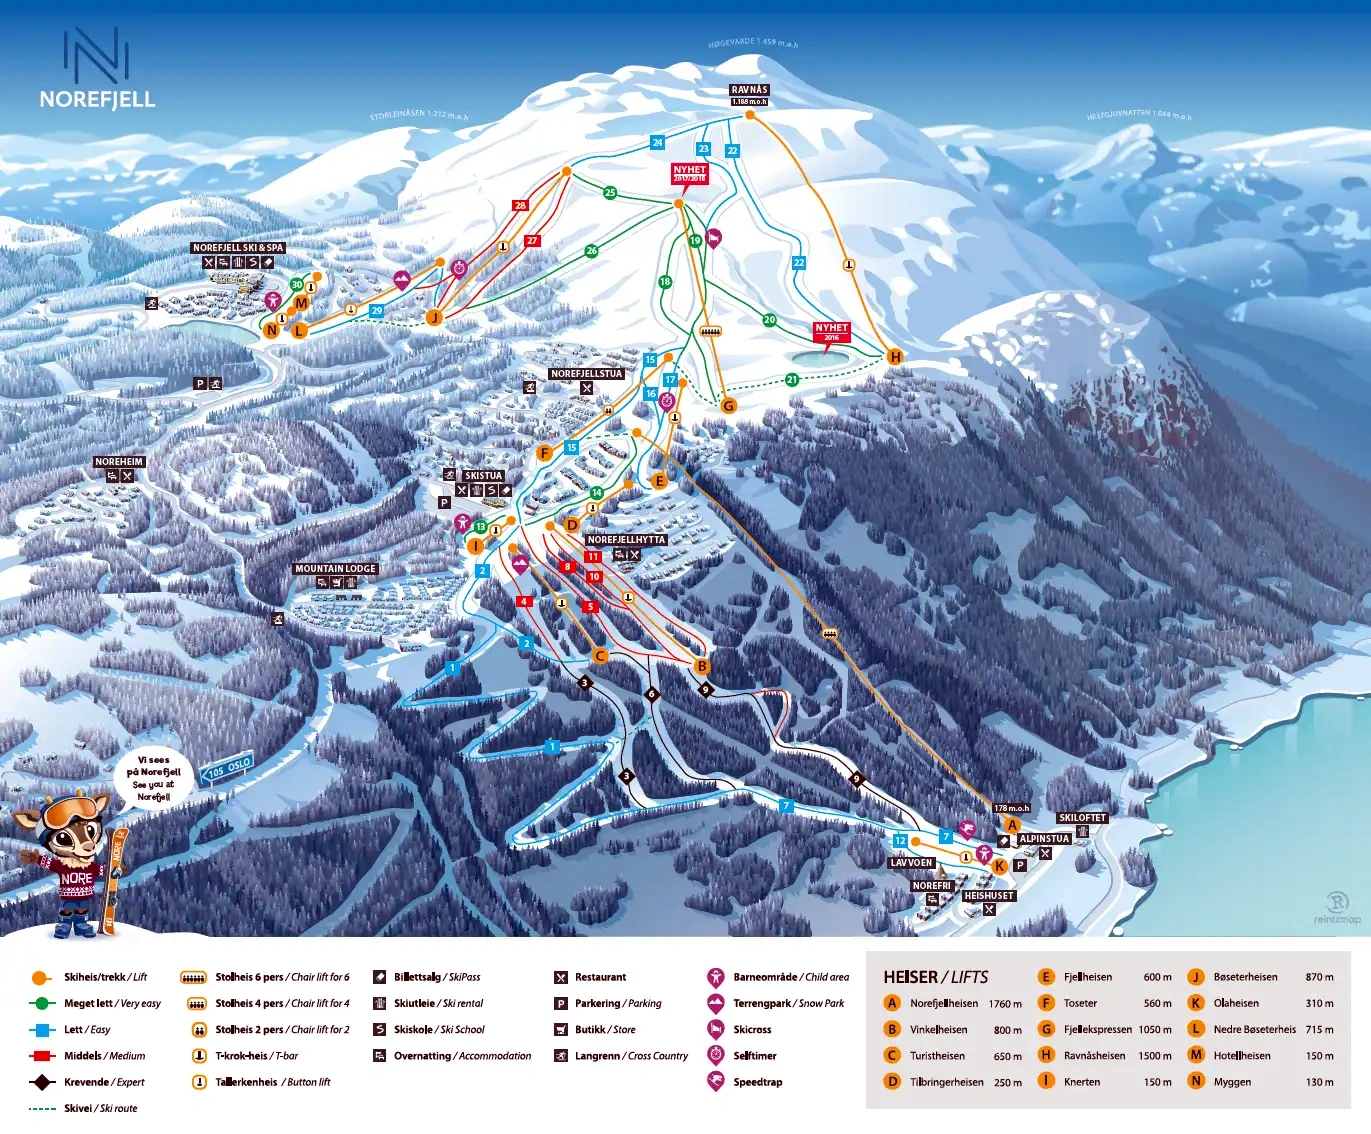 NOREFJELL
HØGEVARDE 1.459 m.o.h
STORLEINÅSEN 1.212 m.o.h
HESTGJUVNATTEN 1.064 m.o.h
RAVNÅS
1.188 m.o.h
24
23
22
NYHET
2017/2018
25
28
27
26
19
18
22
20
NYHET
2016
21
H
G
NOREFJELL SKI & SPA
30
M
N
L
29
J
P
NOREFJELLSTUA
15
17
16
F
15
E
NOREHEIM
SKISTUA
P
14
13
D
I
NOREFJELLHYTTA
11
8
10
MOUNTAIN LODGE
2
4
5
2
C
B
1
3
6
9
1
3
9
7
Vi sees
på Norefjell
See you at
Norefjell
105 OSLO
NORE
178 m.o.h
A
SKILOFTET
7
12
ALPINSTUA
LAVVOEN
K
P
NOREFRI
HEISHUSET
R
reintzmap
Skiheis/trekk / Lift
Meget lett / Very easy
Lett / Easy
Middels / Medium
Krevende / Expert
Skivei / Ski route
Stolheis 6 pers / Chair lift for 6
Stolheis 4 pers / Chair lift for 4
Stolheis 2 pers / Chair lift for 2
T-krok-heis / T-bar
Tallerkenheis / Button lift
Billettsalg / SkiPass
Skiutleie / Ski rental
Skiskole / Ski School
Overnatting / Accommodation
Restaurant
P Parkering / Parking
Butikk / Store
Langrenn / Cross Country
Barneområde / Child area
Terrengpark / Snow Park
Skicross
Selftimer
Speedtrap
HEISER / LIFTS
A Norefjellheisen 1760 m
B Vinkelheisen 800 m
C Turistheisen 650 m
D Tilbringerheisen 250 m
E Fjellheisen 600 m
F Toseter 560 m
G Fjellekspressen 1050 m
H Ravnåsheisen 1500 m
I Knerten 150 m
J Bøseterheisen 870 m
K Olaheisen 310 m
L Nedre Bøseterheis 715 m
M Hotellheisen 150 m
N Myggen 130 m